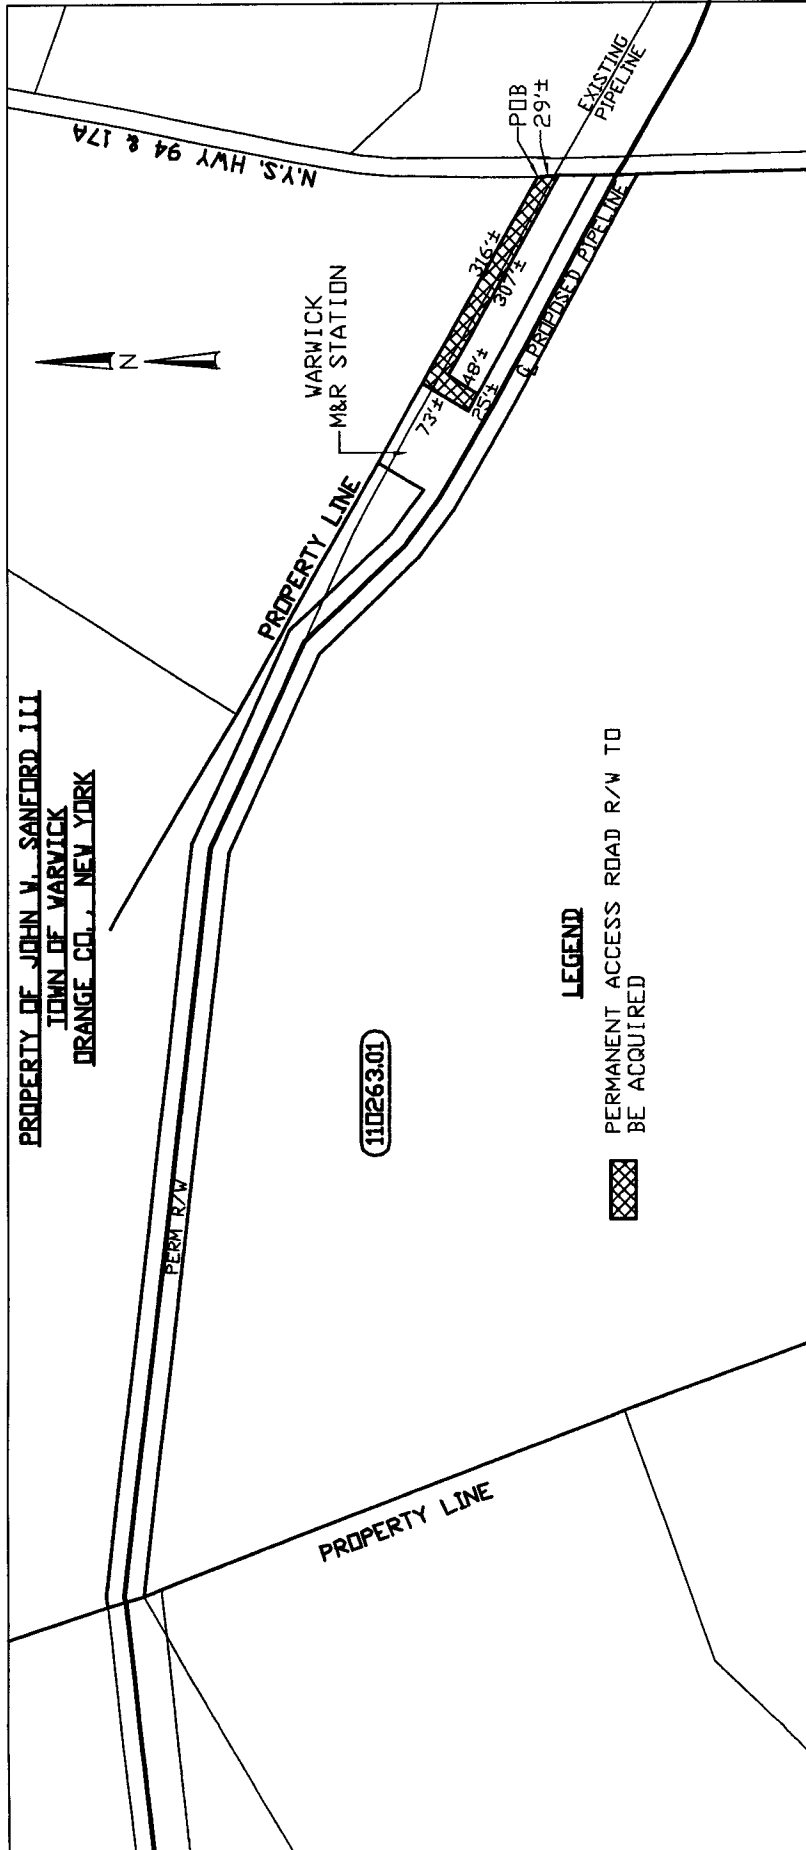 PROPERTY OF JOHN W. SANFORD III
TOWN OF WARWICK
ORANGE CO., NEW YORK
N.Y.S. HWY 94 & 17A
N
WARWICK
M&R STATION
PROPERTY LINE
POB
29'±
EXISTING
PIPELINE
316'±
307'±
48'±
73'±
25'±
℄ PROPOSED PIPELINE
PERM R/W
110263.01
PROPERTY LINE
LEGEND
PERMANENT ACCESS ROAD R/W TO
BE ACQUIRED